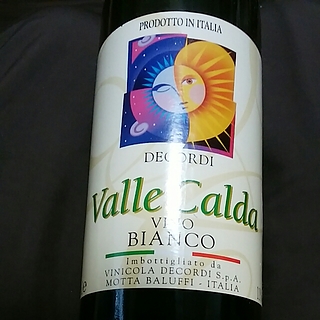 PRODOTTO IN ITALIA
DECORDI
Valle Calda
VINO
BIANCO
Imbottigliato da
VINICOLA DECORDI S.p.A.
MOTTA BALUFFI - ITALIA